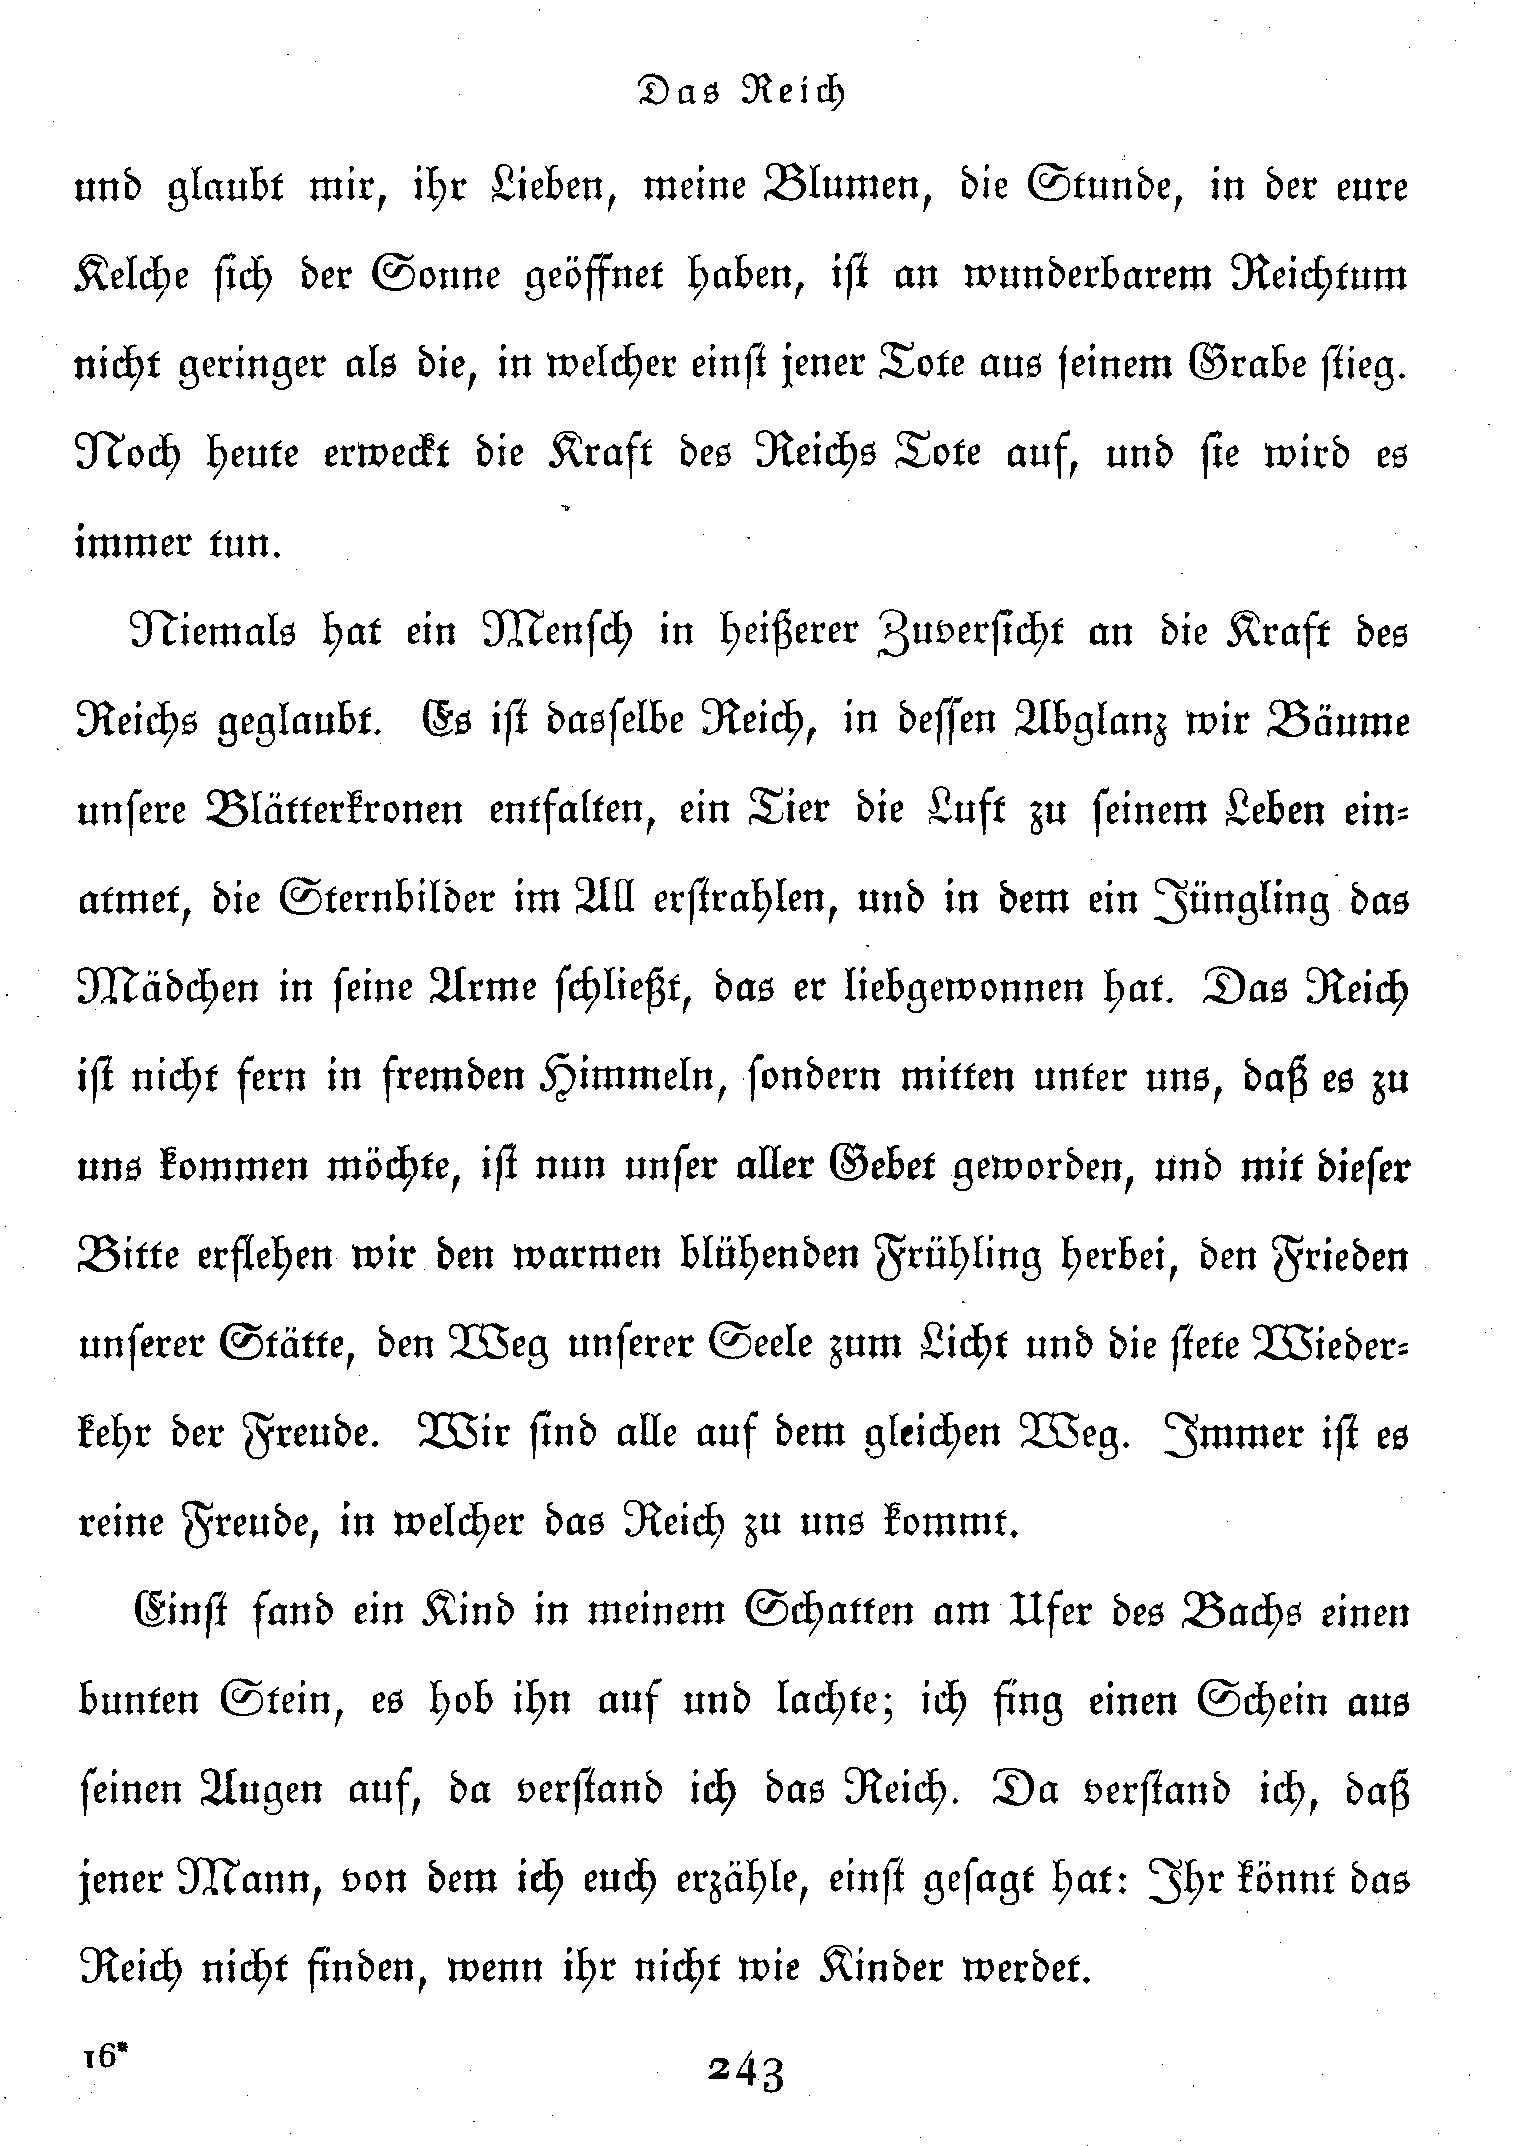 Das Reich
und glaubt mir, ihr Lieben, meine Blumen, die Stunde, in der eure
Kelche sich der Sonne geöffnet haben, ist an wunderbarem Reichtum
nicht geringer als die, in welcher einst jener Tote aus seinem Grabe stieg.
Noch heute erweckt die Kraft des Reichs Tote auf, und sie wird es
immer tun.
Niemals hat ein Mensch in heißerer Zuversicht an die Kraft des
Reichs geglaubt. Es ist dasselbe Reich, in dessen Abglanz wir Bäume
unsere Blätterkronen entfalten, ein Tier die Luft zu seinem Leben ein-
atmet, die Sternbilder im All erstrahlen, und in dem ein Jüngling das
Mädchen in seine Arme schließt, das er liebgewonnen hat. Das Reich
ist nicht fern in fremden Himmeln, sondern mitten unter uns, daß es zu
uns kommen möchte, ist nun unser aller Gebet geworden, und mit dieser
Bitte erflehen wir den warmen blühenden Frühling herbei, den Frieden
unserer Stätte, den Weg unserer Seele zum Licht und die stete Wieder-
kehr der Freude. Wir sind alle auf dem gleichen Weg. Immer ist es
reine Freude, in welcher das Reich zu uns kommt.
Einst fand ein Kind in meinem Schatten am Ufer des Bachs einen
bunten Stein, es hob ihn auf und lachte; ich fing einen Schein aus
seinen Augen auf, da verstand ich das Reich. Da verstand ich, daß
jener Mann, von dem ich euch erzähle, einst gesagt hat: Ihr könnt das
Reich nicht finden, wenn ihr nicht wie Kinder werdet.
16*
243